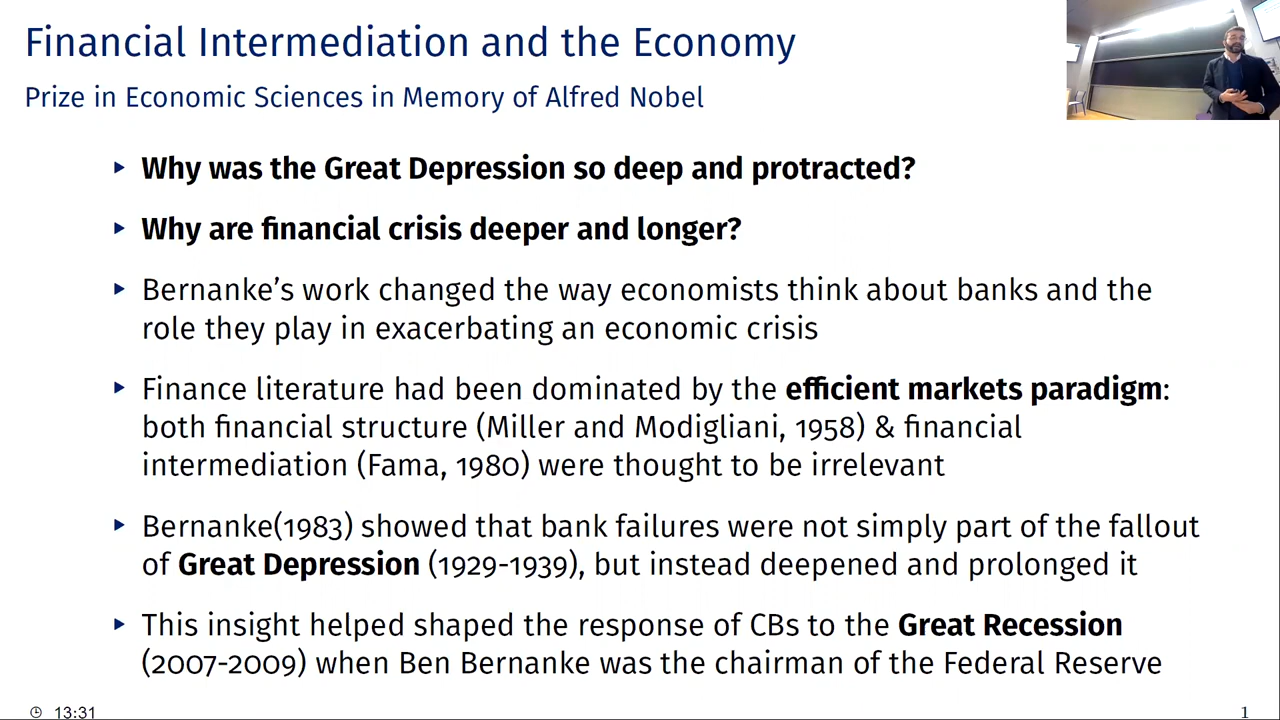 Financial Intermediation and the Economy
Prize in Economic Sciences in Memory of Alfred Nobel
▸ Why was the Great Depression so deep and protracted?
▸ Why are financial crisis deeper and longer?
▸ Bernanke's work changed the way economists think about banks and the
role they play in exacerbating an economic crisis
▸ Finance literature had been dominated by the efficient markets paradigm:
both financial structure (Miller and Modigliani, 1958) & financial
intermediation (Fama, 1980) were thought to be irrelevant
▸ Bernanke(1983) showed that bank failures were not simply part of the fallout
of Great Depression (1929-1939), but instead deepened and prolonged it
▸ This insight helped shaped the response of CBs to the Great Recession
(2007-2009) when Ben Bernanke was the chairman of the Federal Reserve
13:31
1